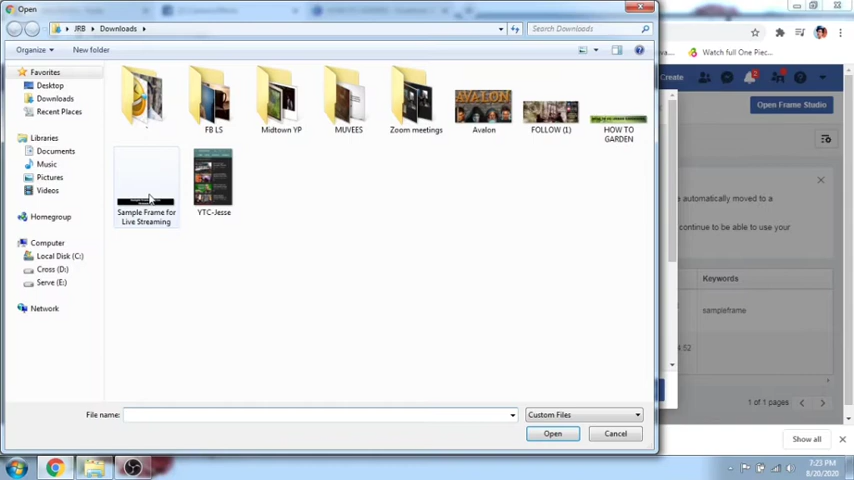 Open
JRB
Downloads
Search Downloads
Organize
New folder
Watch full One Piec...
Create
Open Frame Studio
Favorites
Desktop
Downloads
Recent Places
Libraries
Documents
Music
Pictures
Videos
Homegroup
Computer
Local Disk (C:)
Cross (D:)
Serve (E:)
Network
FB LS
Midtown YP
MUVEES
Zoom meetings
AVALON
Avalon
FOLLOW (1)
HOW TO
GARDEN
Sample Frame for
Live Streaming
YTC-Jesse
automatically moved to a
continue to be able to use your
Keywords
sampleframe
4.52
1 of 1 pages
File name:
Custom Files
Open
Cancel
Show all
7:23 PM
8/20/2020